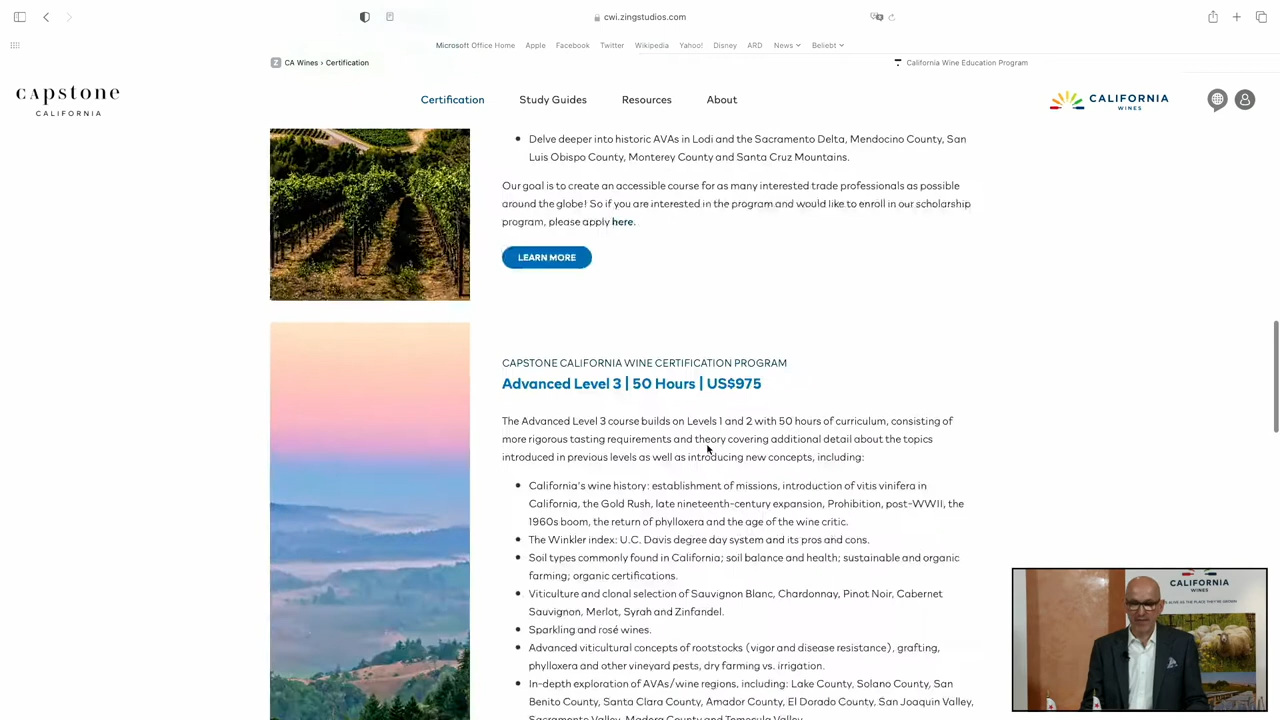 cwi.zingstudios.com
Microsoft Office Home Apple Facebook Twitter Wikipedia Yahoo! Disney ARD News Beliebt
Z CA Wines › Certification
California Wine Education Program
capstone
CALIFORNIA
Certification Study Guides Resources About
CALIFORNIA
WINES
Delve deeper into historic AVAs in Lodi and the Sacramento Delta, Mendocino County, San
Luis Obispo County, Monterey County and Santa Cruz Mountains.
Our goal is to create an accessible course for as many interested trade professionals as possible
around the globe! So if you are interested in the program and would like to enroll in our scholarship
program, please apply here.
LEARN MORE
CAPSTONE CALIFORNIA WINE CERTIFICATION PROGRAM
Advanced Level 3 | 50 Hours | US$975
The Advanced Level 3 course builds on Levels 1 and 2 with 50 hours of curriculum, consisting of
more rigorous tasting requirements and theory covering additional detail about the topics
introduced in previous levels as well as introducing new concepts, including:
California's wine history: establishment of missions, introduction of vitis vinifera in
California, the Gold Rush, late nineteenth-century expansion, Prohibition, post-WWII, the
1960s boom, the return of phylloxera and the age of the wine critic.
The Winkler index: U.C. Davis degree day system and its pros and cons.
Soil types commonly found in California; soil balance and health; sustainable and organic
farming; organic certifications.
Viticulture and clonal selection of Sauvignon Blanc, Chardonnay, Pinot Noir, Cabernet
Sauvignon, Merlot, Syrah and Zinfandel.
Sparkling and rosé wines.
Advanced viticultural concepts of rootstocks (vigor and disease resistance), grafting,
phylloxera and other vineyard pests, dry farming vs. irrigation.
In-depth exploration of AVAs/wine regions, including: Lake County, Solano County, San
Benito County, Santa Clara County, Amador County, El Dorado County, San Joaquin Valley,
Sacramento Valley, Madera County and Temecula Valley.
CALIFORNIA
WINES